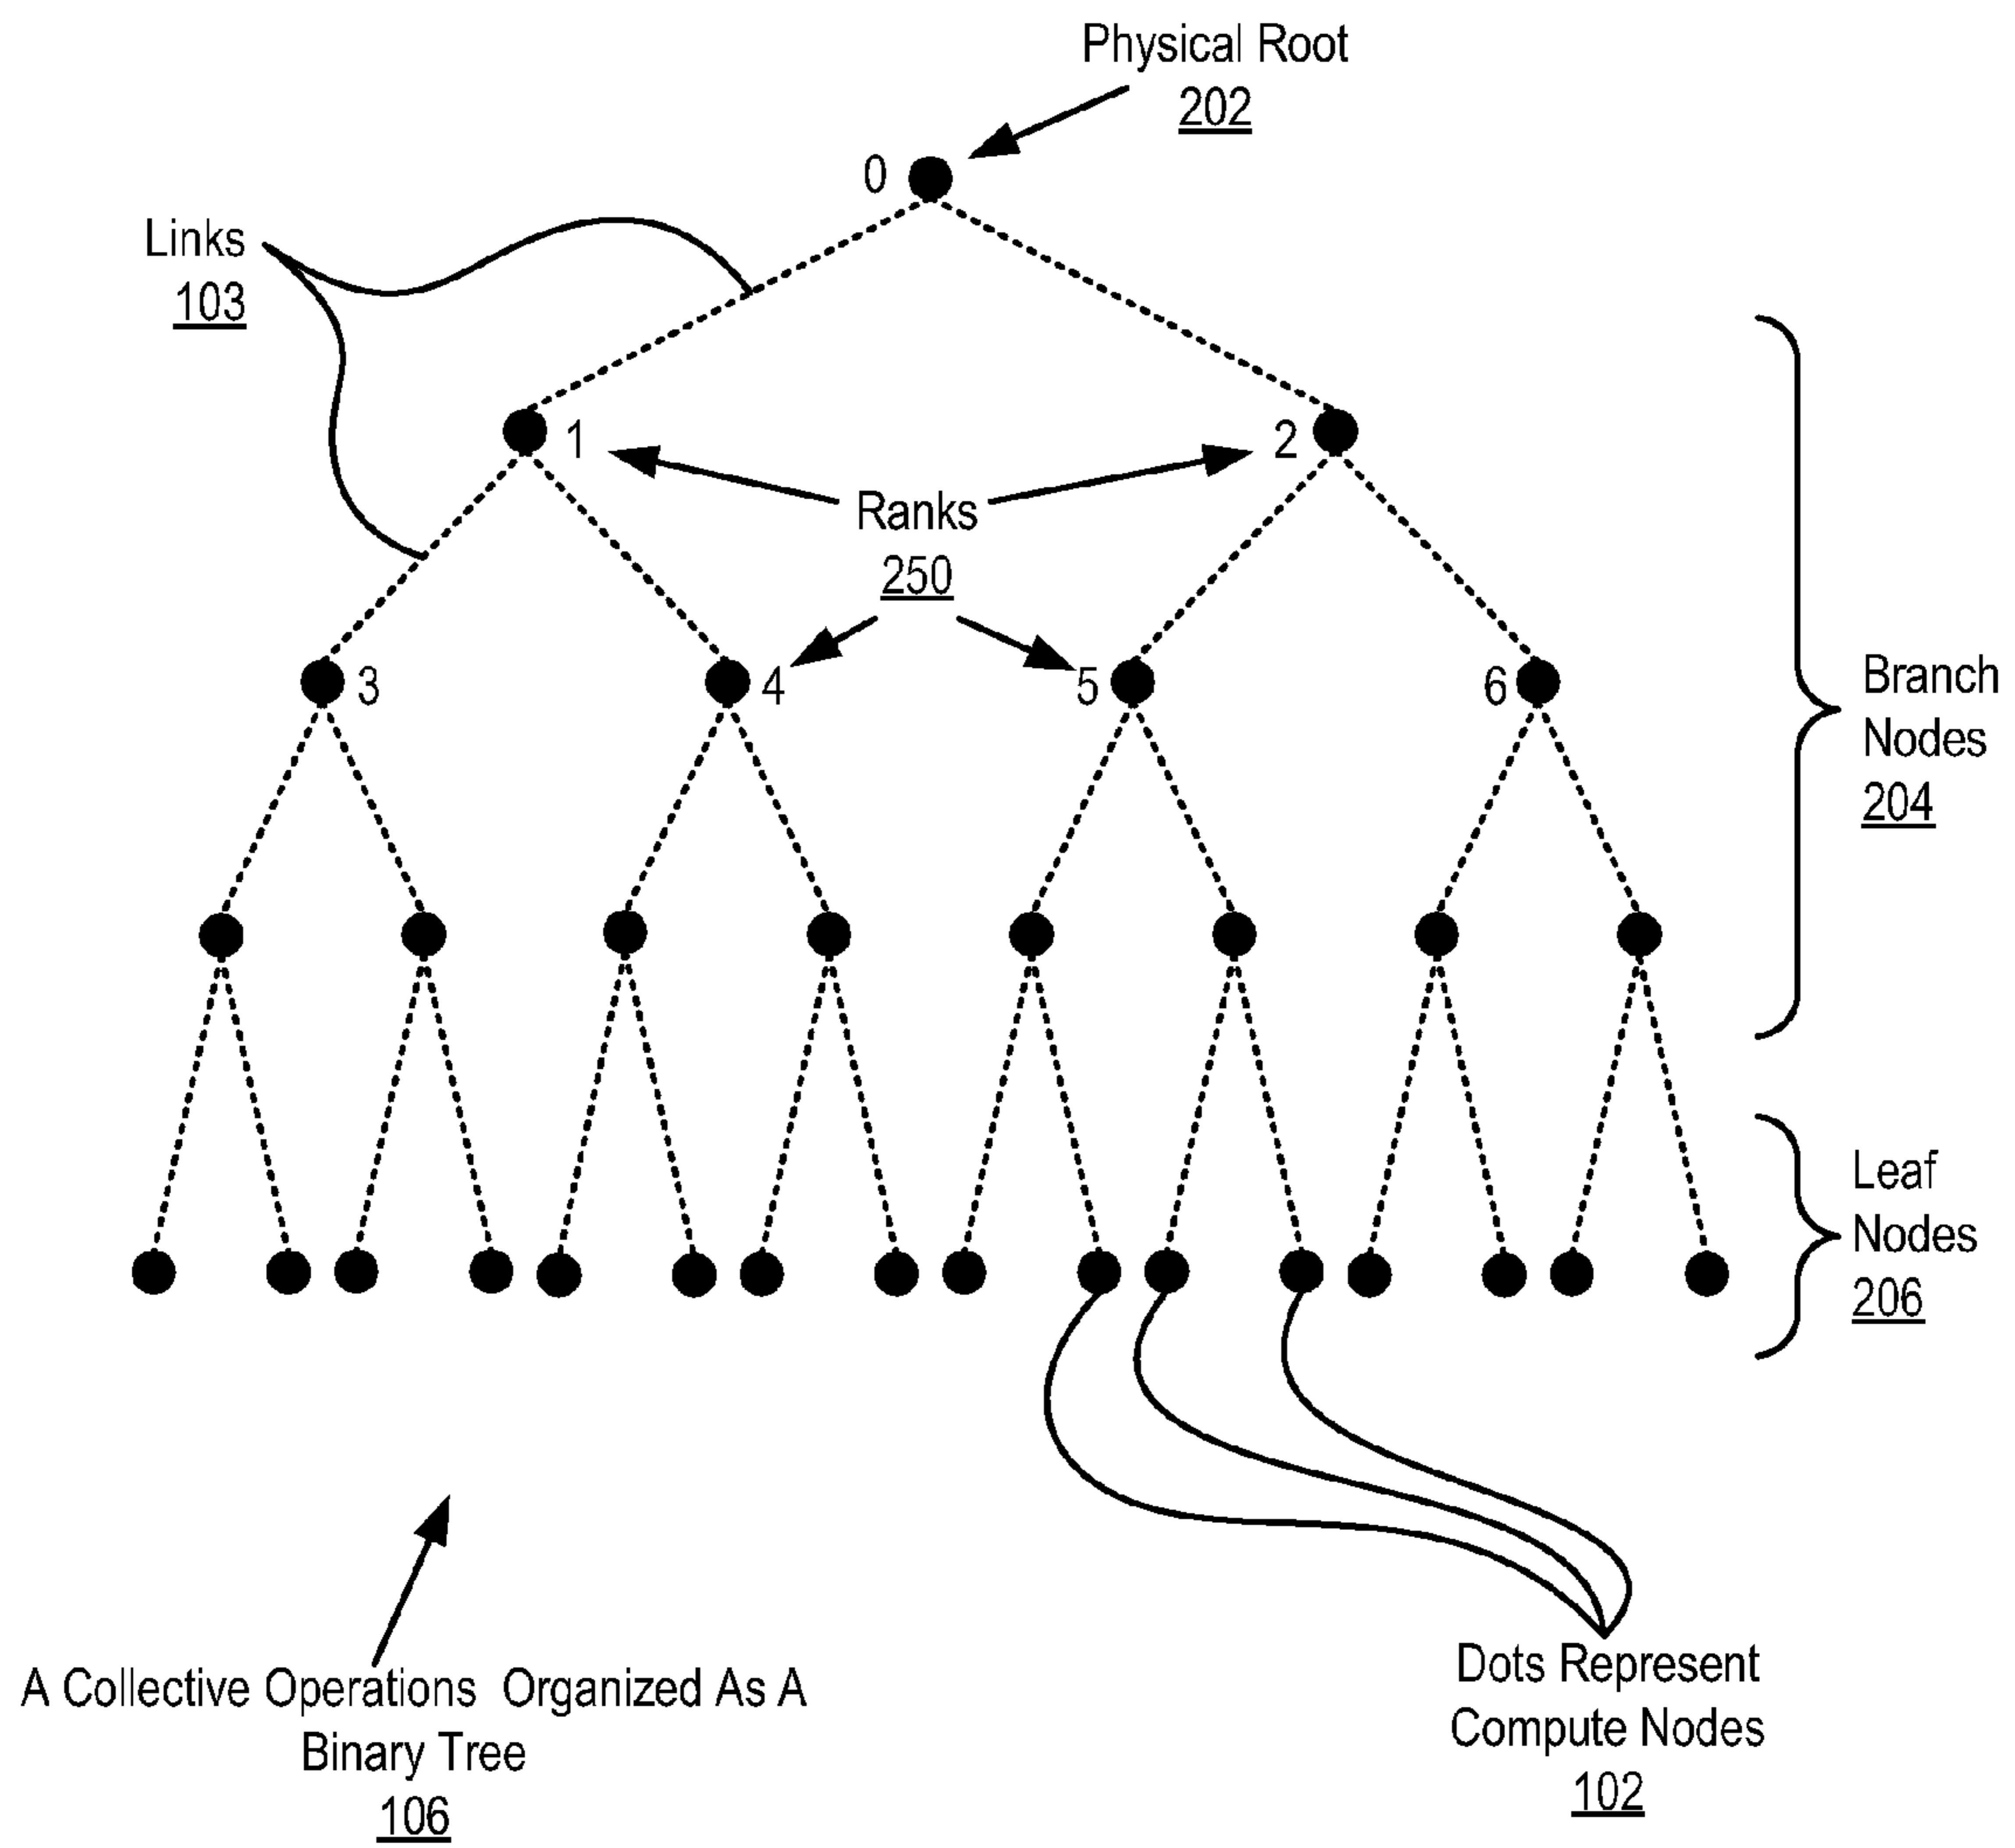 Physical Root
202
0
Links
103
1
2
Ranks
250
3
4
5
6
Branch
Nodes
204
Leaf
Nodes
206
A Collective Operations Organized As A
Binary Tree
106
Dots Represent
Compute Nodes
102